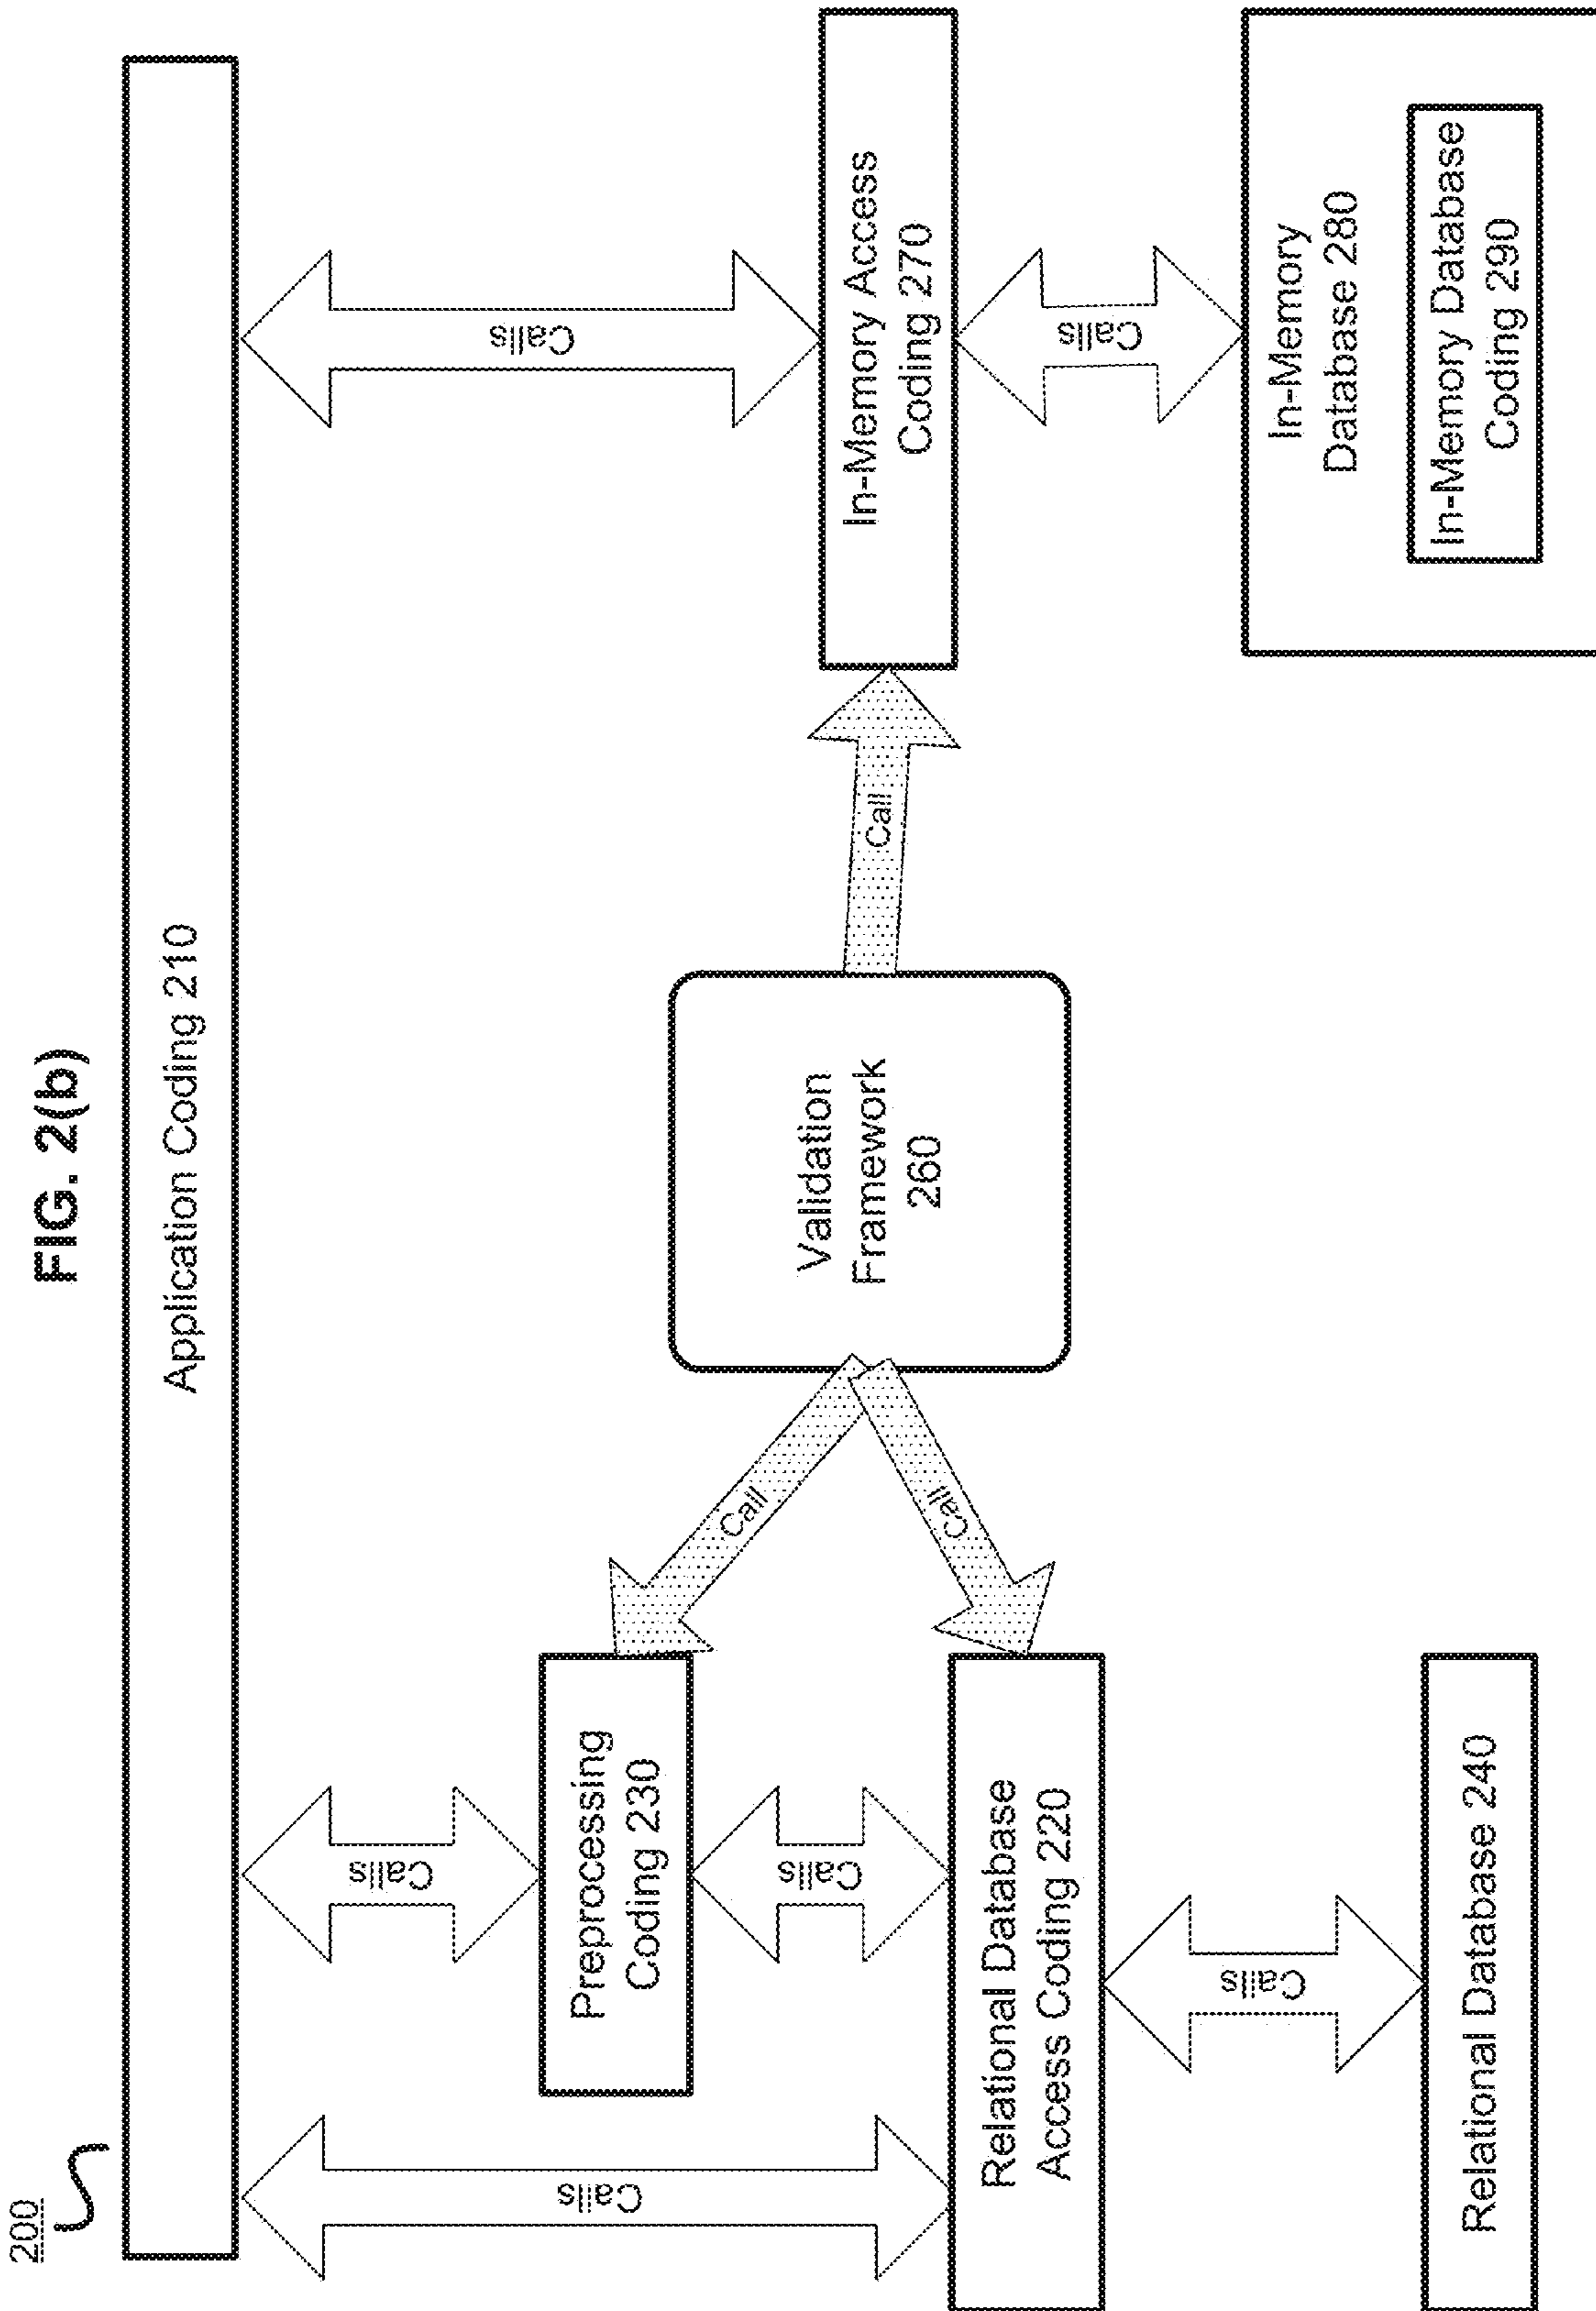 FIG. 2(b)
200
Application Coding 210
Calls
Calls
Calls
Preprocessing
Coding 230
Calls
Call
Call
Validation
Framework
260
Call
In-Memory Access
Coding 270
Relational Database
Access Coding 220
Calls
Calls
Relational Database 240
In-Memory
Database 280
In-Memory Database
Coding 290